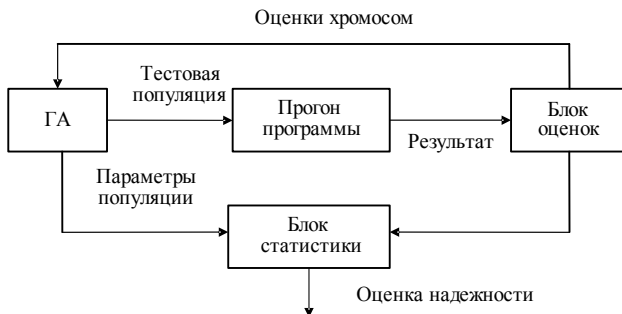 Оценки хромосом
Тестовая
популяция
ГА
Прогон
программы
Результат
Блок
оценок
Параметры
популяции
Блок
статистики
Оценка надежности